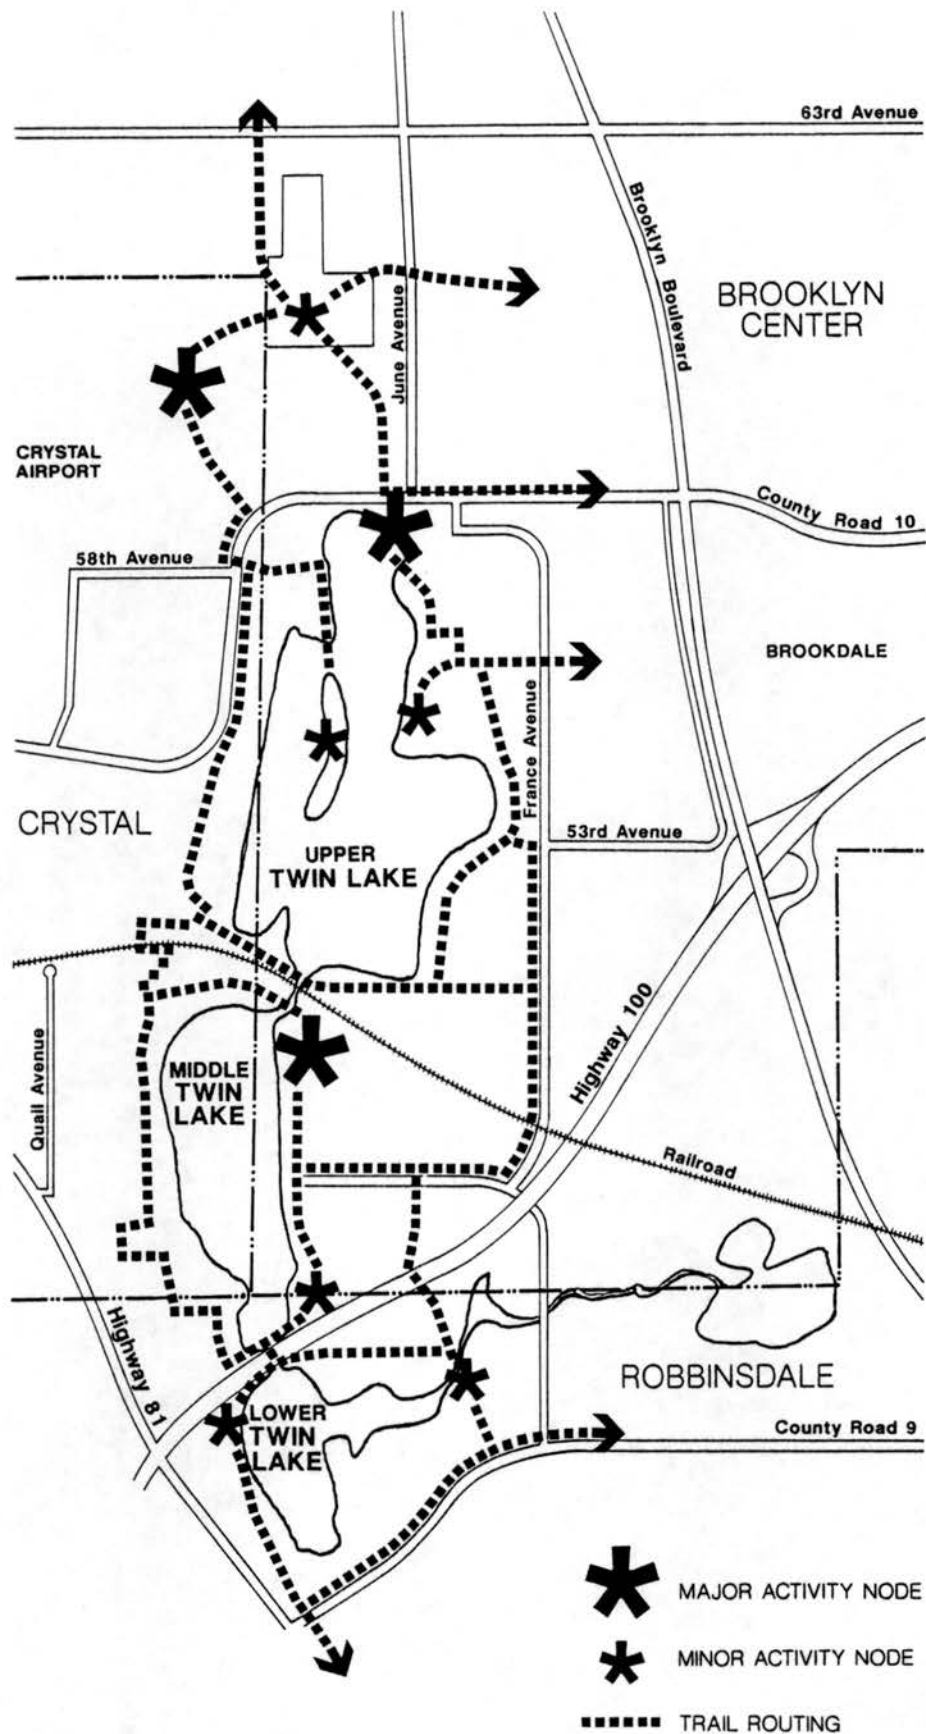 63rd Avenue
Brooklyn Boulevard
BROOKLYN
CENTER
June Avenue
CRYSTAL
AIRPORT
County Road 10
58th Avenue
BROOKDALE
France Avenue
CRYSTAL
53rd Avenue
UPPER
TWIN LAKE
Highway 100
Quail Avenue
MIDDLE
TWIN
LAKE
Railroad
Highway 81
ROBBINSDALE
LOWER
TWIN
LAKE
County Road 9
MAJOR ACTIVITY NODE
MINOR ACTIVITY NODE
TRAIL ROUTING